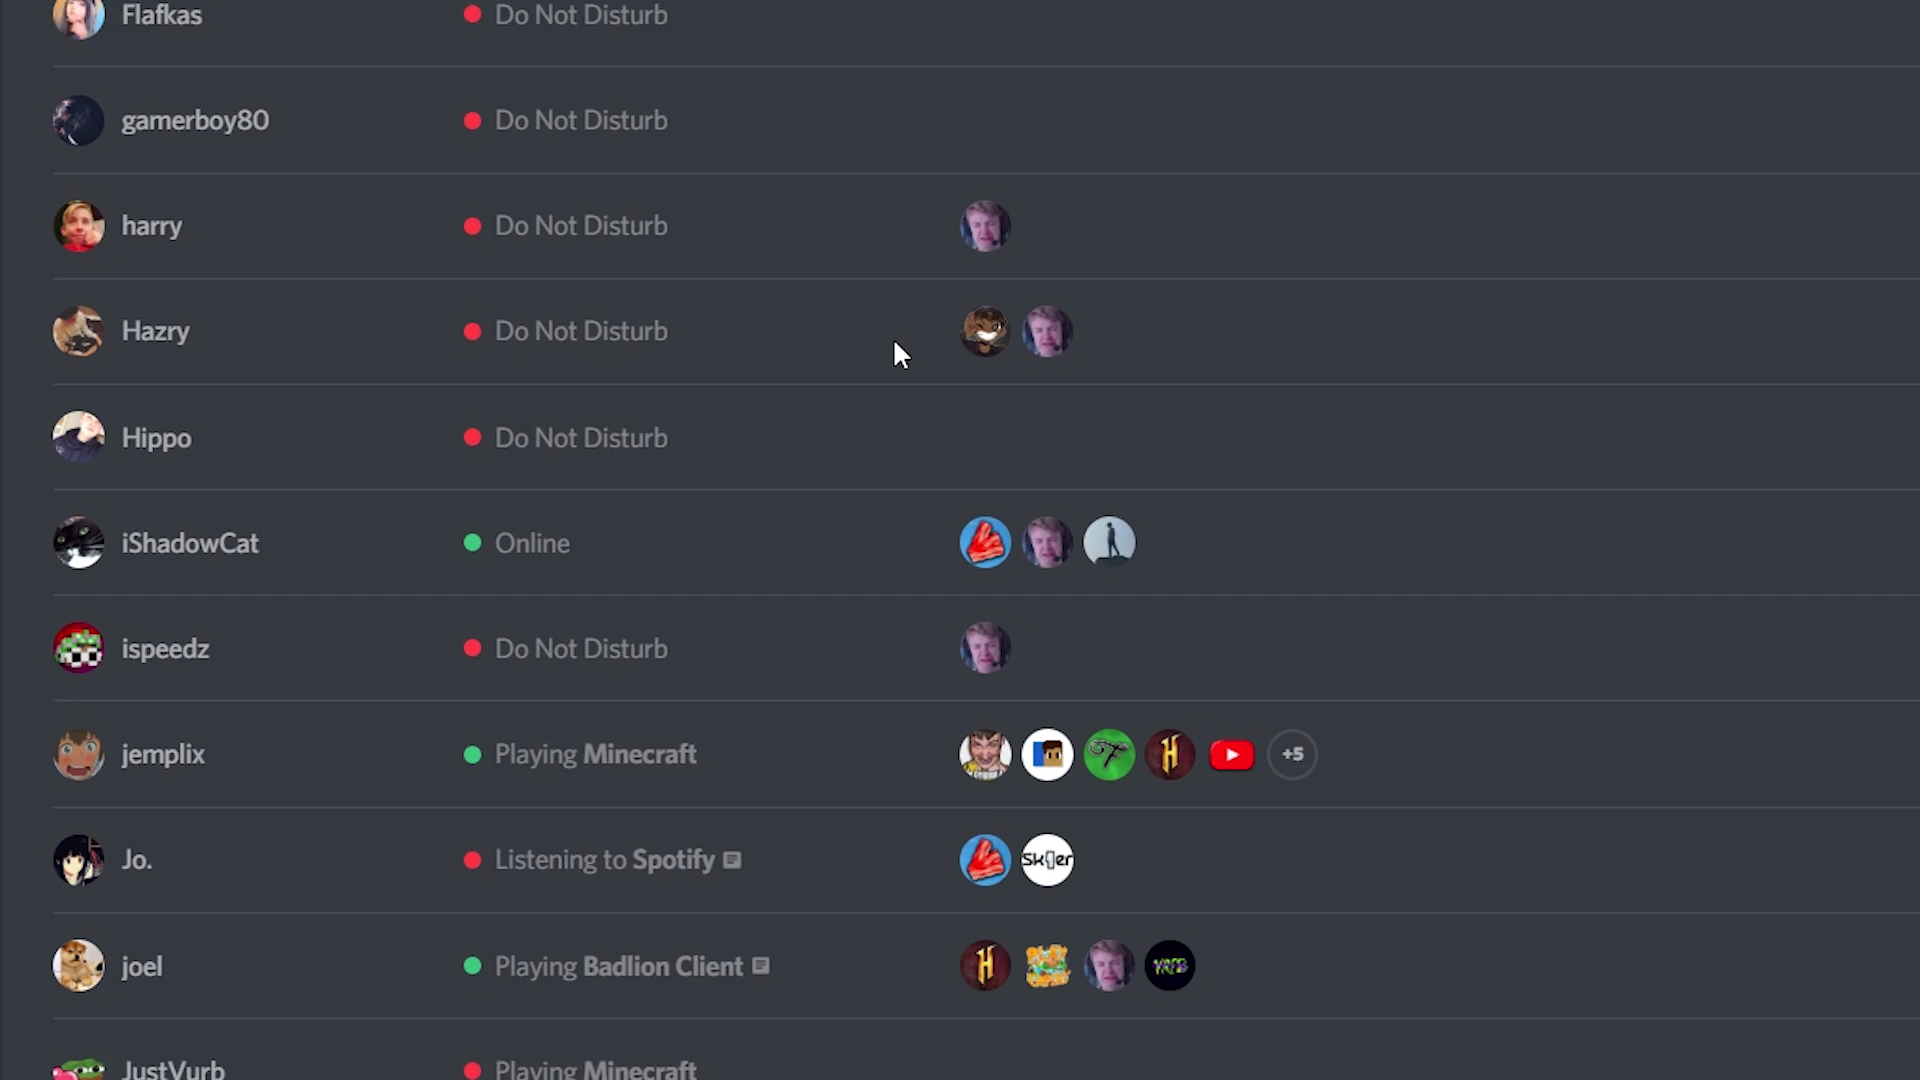 Flafkas Do Not Disturb
gamerboy80 Do Not Disturb
harry Do Not Disturb
Hazry Do Not Disturb
Hippo Do Not Disturb
iShadowCat Online
ispeedz Do Not Disturb
jemplix Playing Minecraft H +5
Jo. Listening to Spotify Sk1er
joel Playing Badlion Client H
JustVurb Playing Minecraft